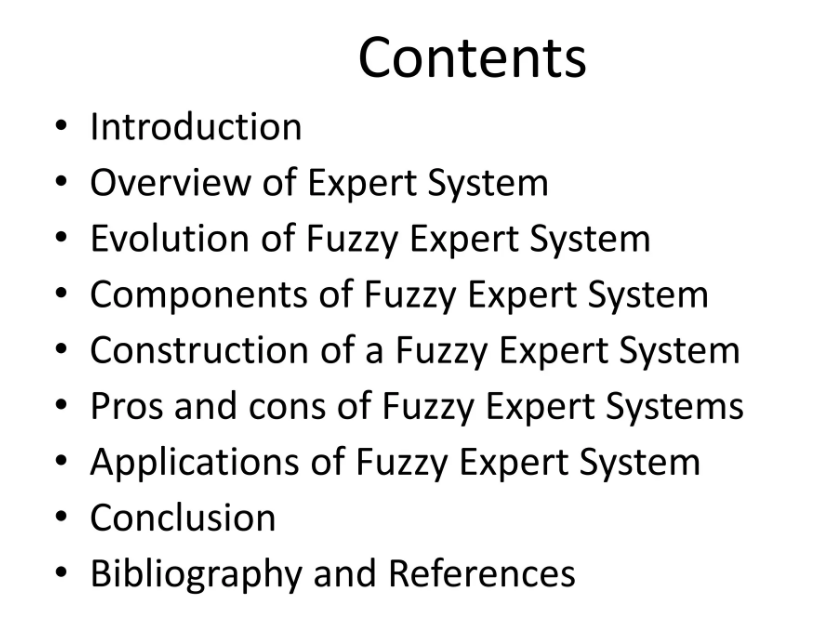 Contents
• Introduction
• Overview of Expert System
• Evolution of Fuzzy Expert System
• Components of Fuzzy Expert System
• Construction of a Fuzzy Expert System
• Pros and cons of Fuzzy Expert Systems
• Applications of Fuzzy Expert System
• Conclusion
• Bibliography and References